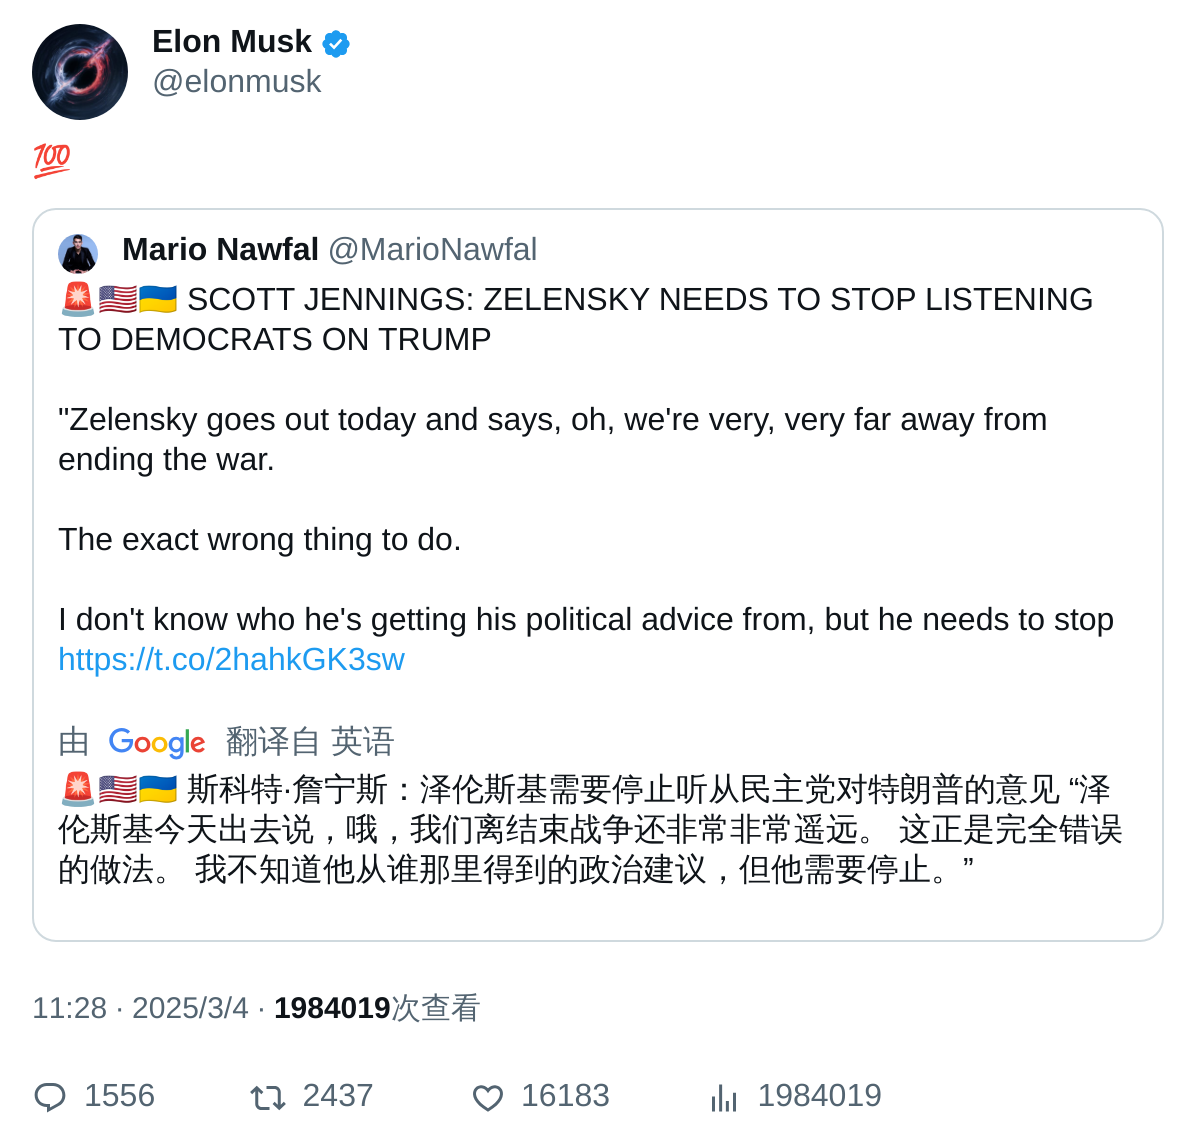 Elon Musk
@elonmusk
💯
Mario Nawfal @MarioNawfal
🚨🇺🇸🇺🇦 SCOTT JENNINGS: ZELENSKY NEEDS TO STOP LISTENING
TO DEMOCRATS ON TRUMP
"Zelensky goes out today and says, oh, we're very, very far away from
ending the war.
The exact wrong thing to do.
I don't know who he's getting his political advice from, but he needs to stop
https://t.co/2hahkGK3sw
由 Google 翻译自 英语
🚨🇺🇸🇺🇦 斯科特·詹宁斯：泽伦斯基需要停止听从民主党对特朗普的意见 “泽
伦斯基今天出去说，哦，我们离结束战争还非常非常遥远。 这正是完全错误
的做法。 我不知道他从谁那里得到的政治建议，但他需要停止。”
11:28 · 2025/3/4 · 1984019次查看
1556 2437 16183 1984019